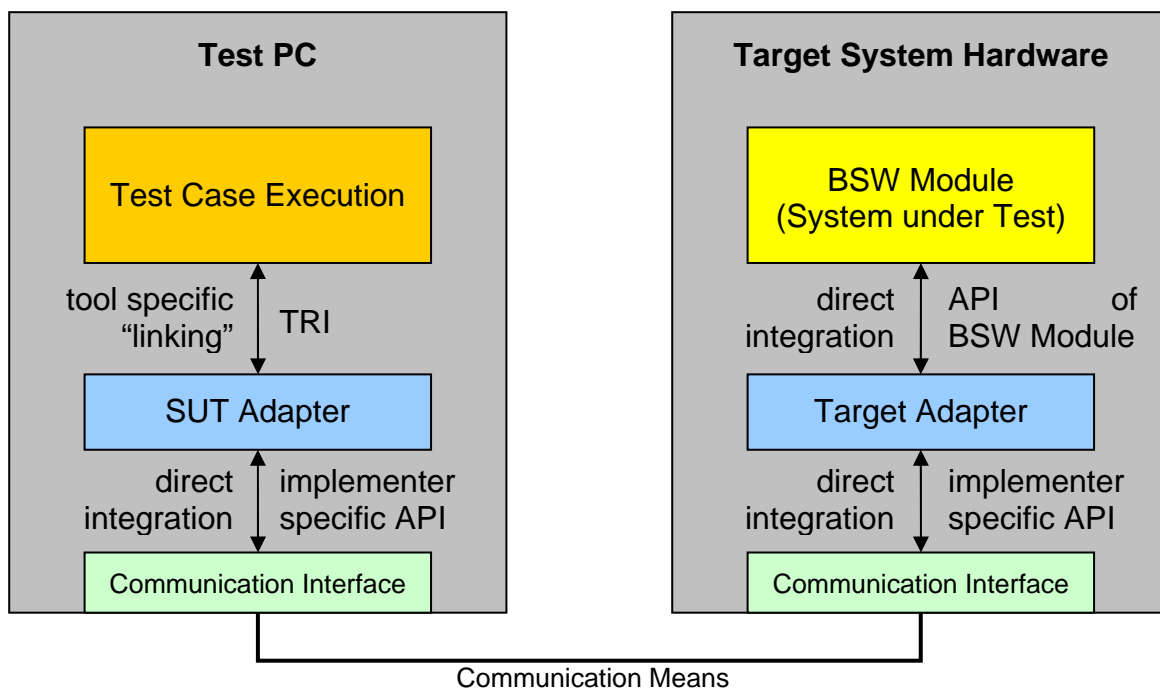 Test PC
Test Case Execution
tool specific
“linking”
TRI
SUT Adapter
direct
integration
implementer
specific API
Communication Interface
Target System Hardware
BSW Module
(System under Test)
direct
integration
API of
BSW Module
Target Adapter
direct
integration
implementer
specific API
Communication Interface
Communication Means